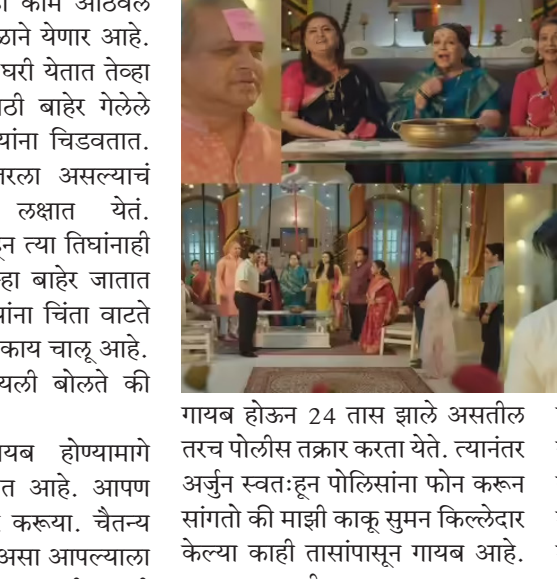 काम आठवल
ळाने येणार आहे.
घरी येतात तेव्हा
ठी बाहेर गेलेले
यांना चिडवतात.
तरला असल्याचं
लक्षात येतं.
न त्या तिघांनाही
हा बाहेर जातात
यांना चिंता वाटते
काय चालू आहे.
यली बोलते की
यब होण्यामागे
त आहे. आपण
करूया. चैतन्य
असा आपल्याला
गायब होऊन 24 तास झाले असतील
तरच पोलीस तक्रार करता येते. त्यानंतर
अर्जुन स्वतःहून पोलिसांना फोन करून
सांगतो की माझी काकू सुमन किल्लेदार
केल्या काही तासांपासून गायब आहे.